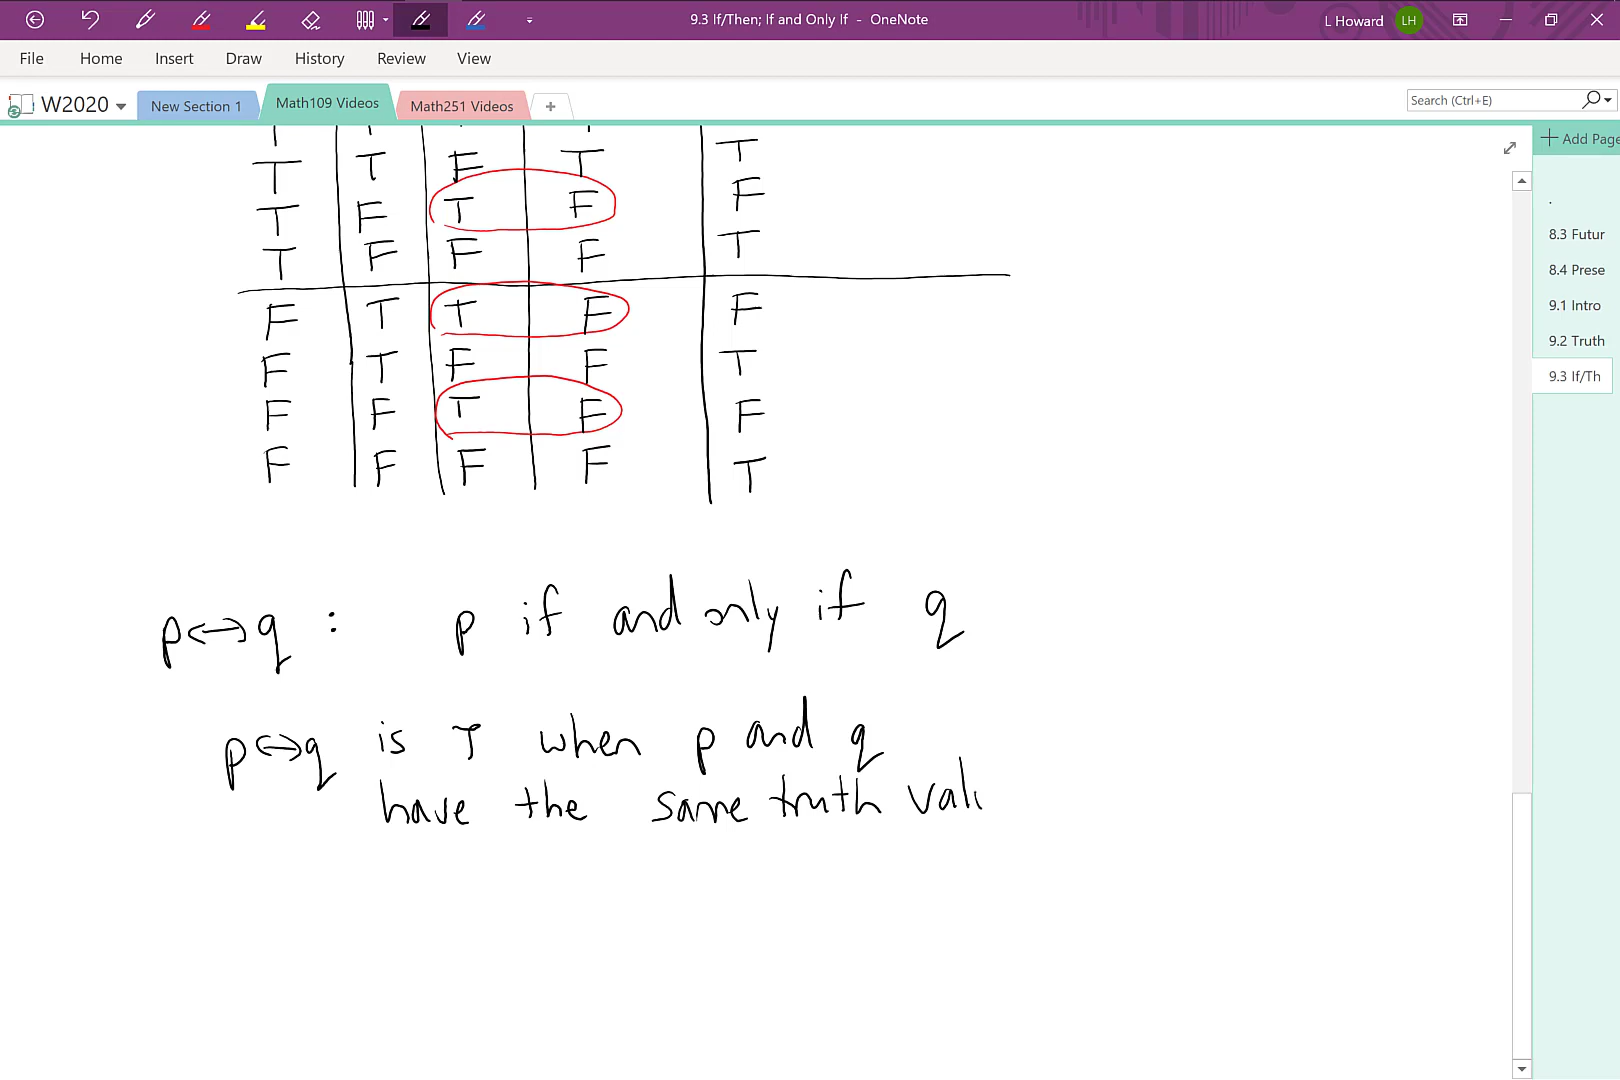 9.3 If/Then; If and Only If - OneNote
L Howard LH
File Home Insert Draw History Review View
W2020 New Section 1 Math109 Videos Math251 Videos +
Search (Ctrl+E)
Add Page
T T F T T
T F T F F
T F F F T
F T T F F
F T F F T
F F T F F
F F F F T
p↔q : p if and only if q
p↔q is T when p and q
have the same truth valu
.
8.3 Futur
8.4 Prese
9.1 Intro
9.2 Truth
9.3 If/Th